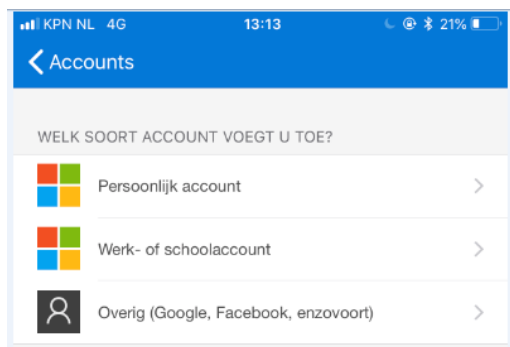 KPN NL 4G 13:13 21%
Accounts
WELK SOORT ACCOUNT VOEGT U TOE?
Persoonlijk account
Werk- of schoolaccount
Overig (Google, Facebook, enzovoort)